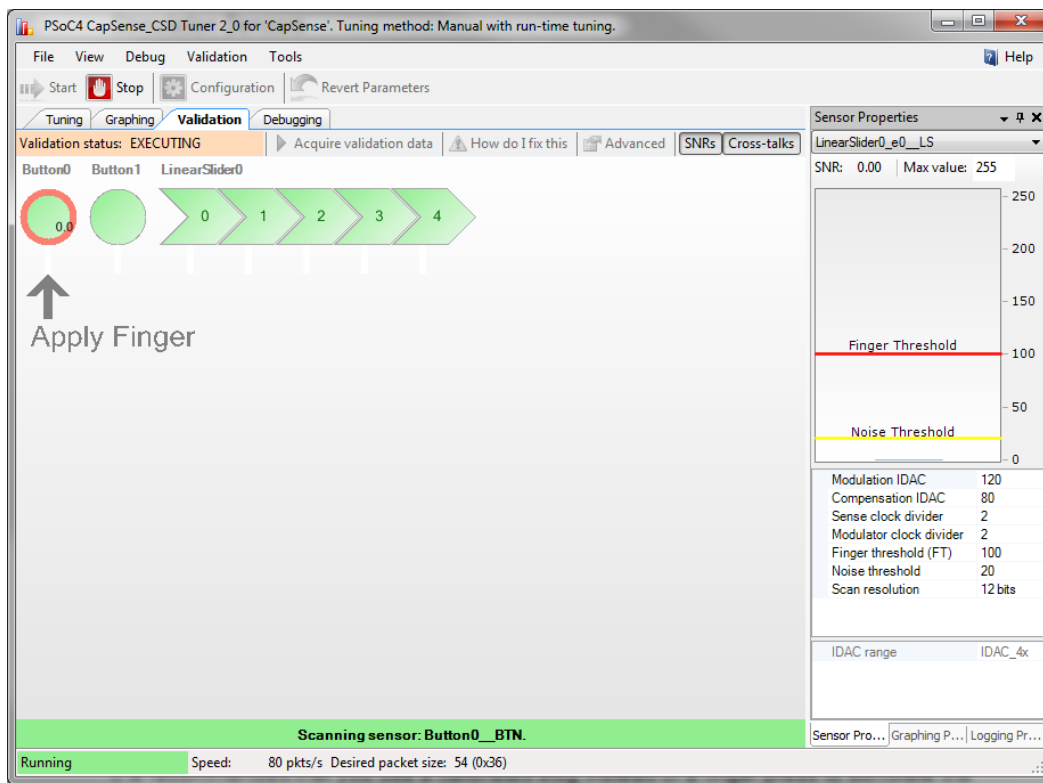 PSoC4 CapSense_CSD Tuner 2_0 for 'CapSense'. Tuning method: Manual with run-time tuning.
File View Debug Validation Tools Help
Start Stop Configuration Revert Parameters
Tuning Graphing Validation Debugging
Validation status: EXECUTING Acquire validation data How do I fix this Advanced SNRs Cross-talks
Button0 Button1 LinearSlider0
0.0 0 1 2 3 4
Apply Finger
Sensor Properties
LinearSlider0_e0__LS
SNR: 0.00 Max value: 255
250
200
150
Finger Threshold
100
50
Noise Threshold
0
Modulation IDAC 120
Compensation IDAC 80
Sense clock divider 2
Modulator clock divider 2
Finger threshold (FT) 100
Noise threshold 20
Scan resolution 12 bits
IDAC range IDAC_4x
Scanning sensor: Button0__BTN.
Sensor Pro... Graphing P... Logging Pr...
Running Speed: 80 pkts/s Desired packet size: 54 (0x36)